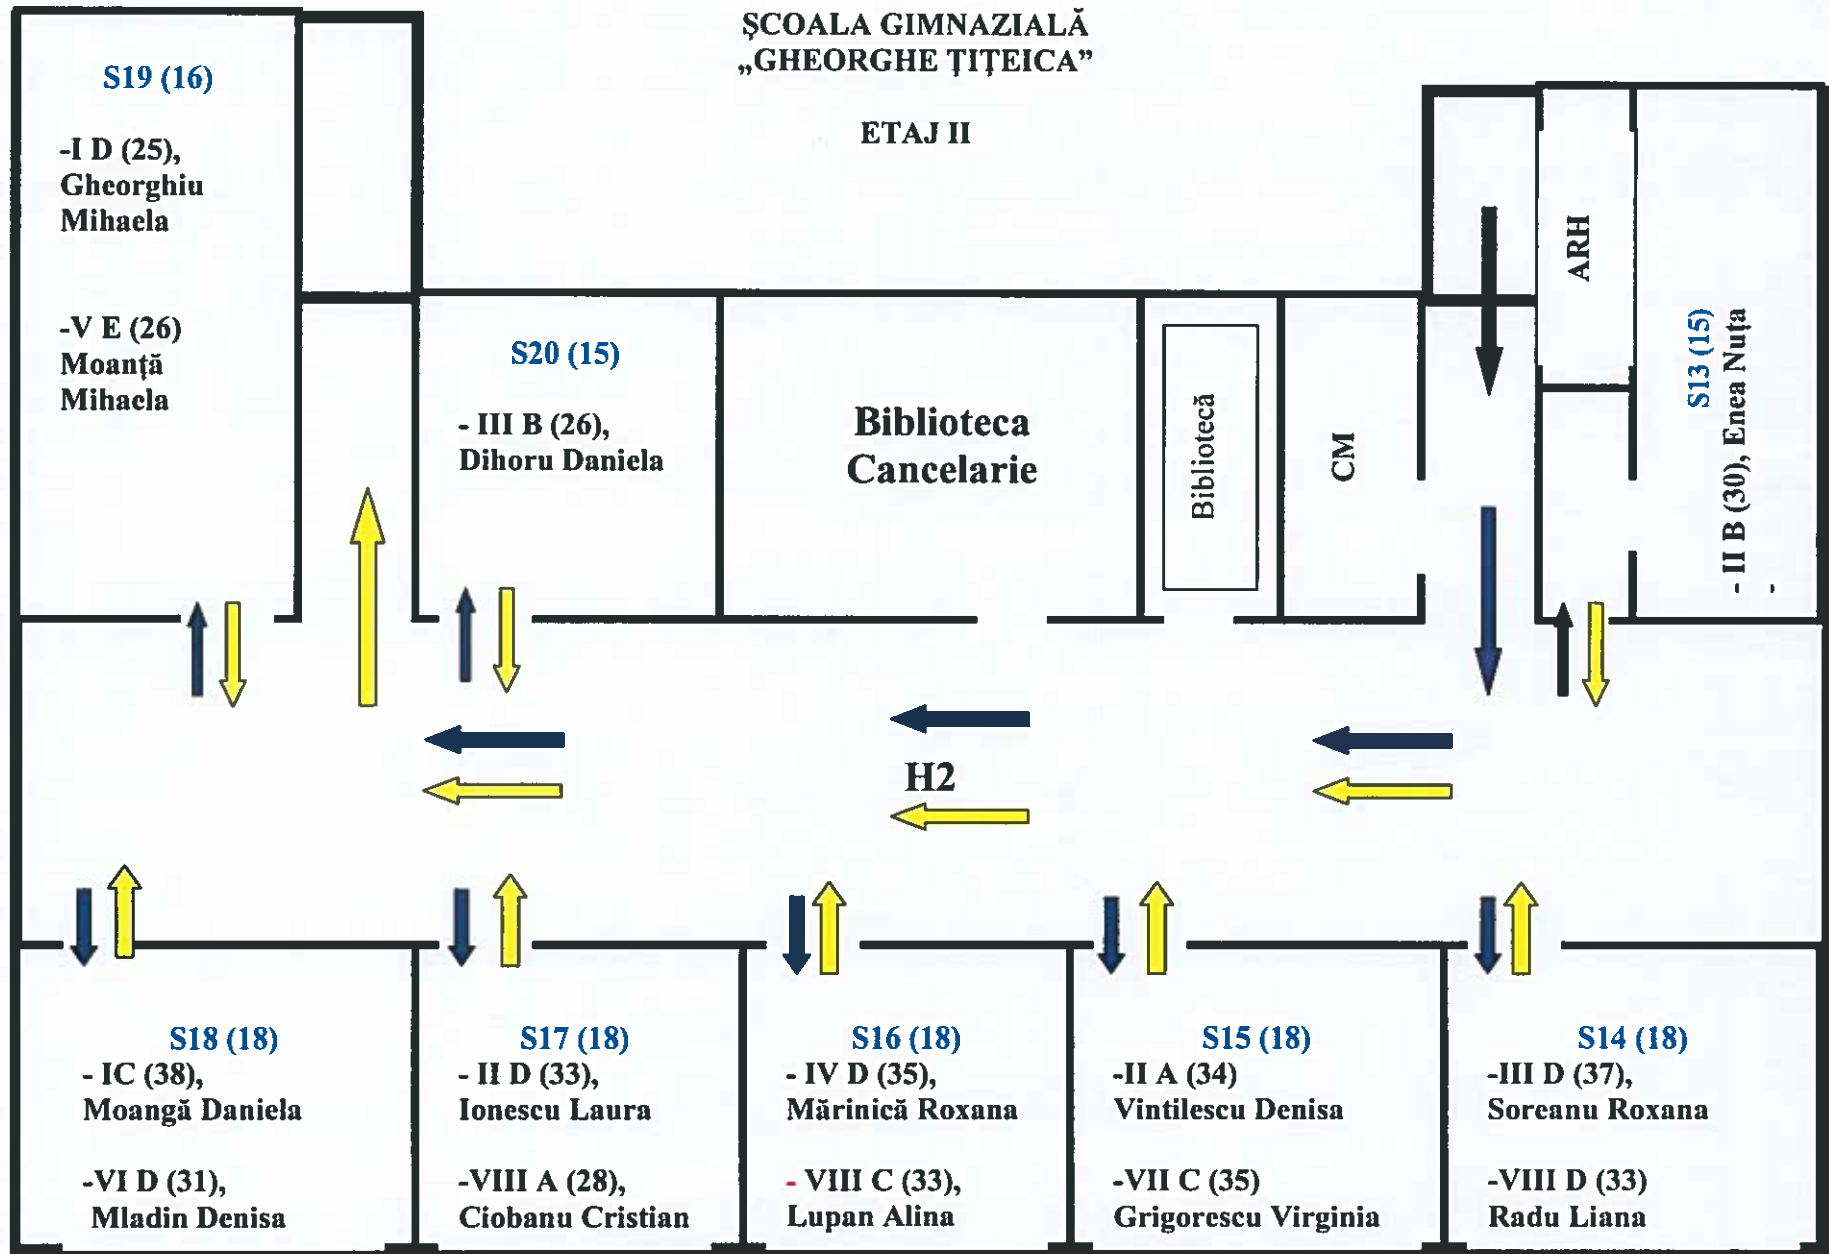 ȘCOALA GIMNAZIALĂ
„GHEORGHE ȚIȚEICA”
ETAJ II
S19 (16)
-I D (25),
Gheorghiu
Mihaela
-V E (26)
Moanță
Mihaela
S20 (15)
- III B (26),
Dihoru Daniela
Biblioteca
Cancelarie
Bibliotecă
CM
ARH
S13 (15)
- II B (30), Enea Nuța
-
H2
S18 (18)
- IC (38),
Moangă Daniela
-VI D (31),
Mladin Denisa
S17 (18)
- II D (33),
Ionescu Laura
-VIII A (28),
Ciobanu Cristian
S16 (18)
- IV D (35),
Mărinică Roxana
- VIII C (33),
Lupan Alina
S15 (18)
-II A (34)
Vintilescu Denisa
-VII C (35)
Grigorescu Virginia
S14 (18)
-III D (37),
Soreanu Roxana
-VIII D (33)
Radu Liana